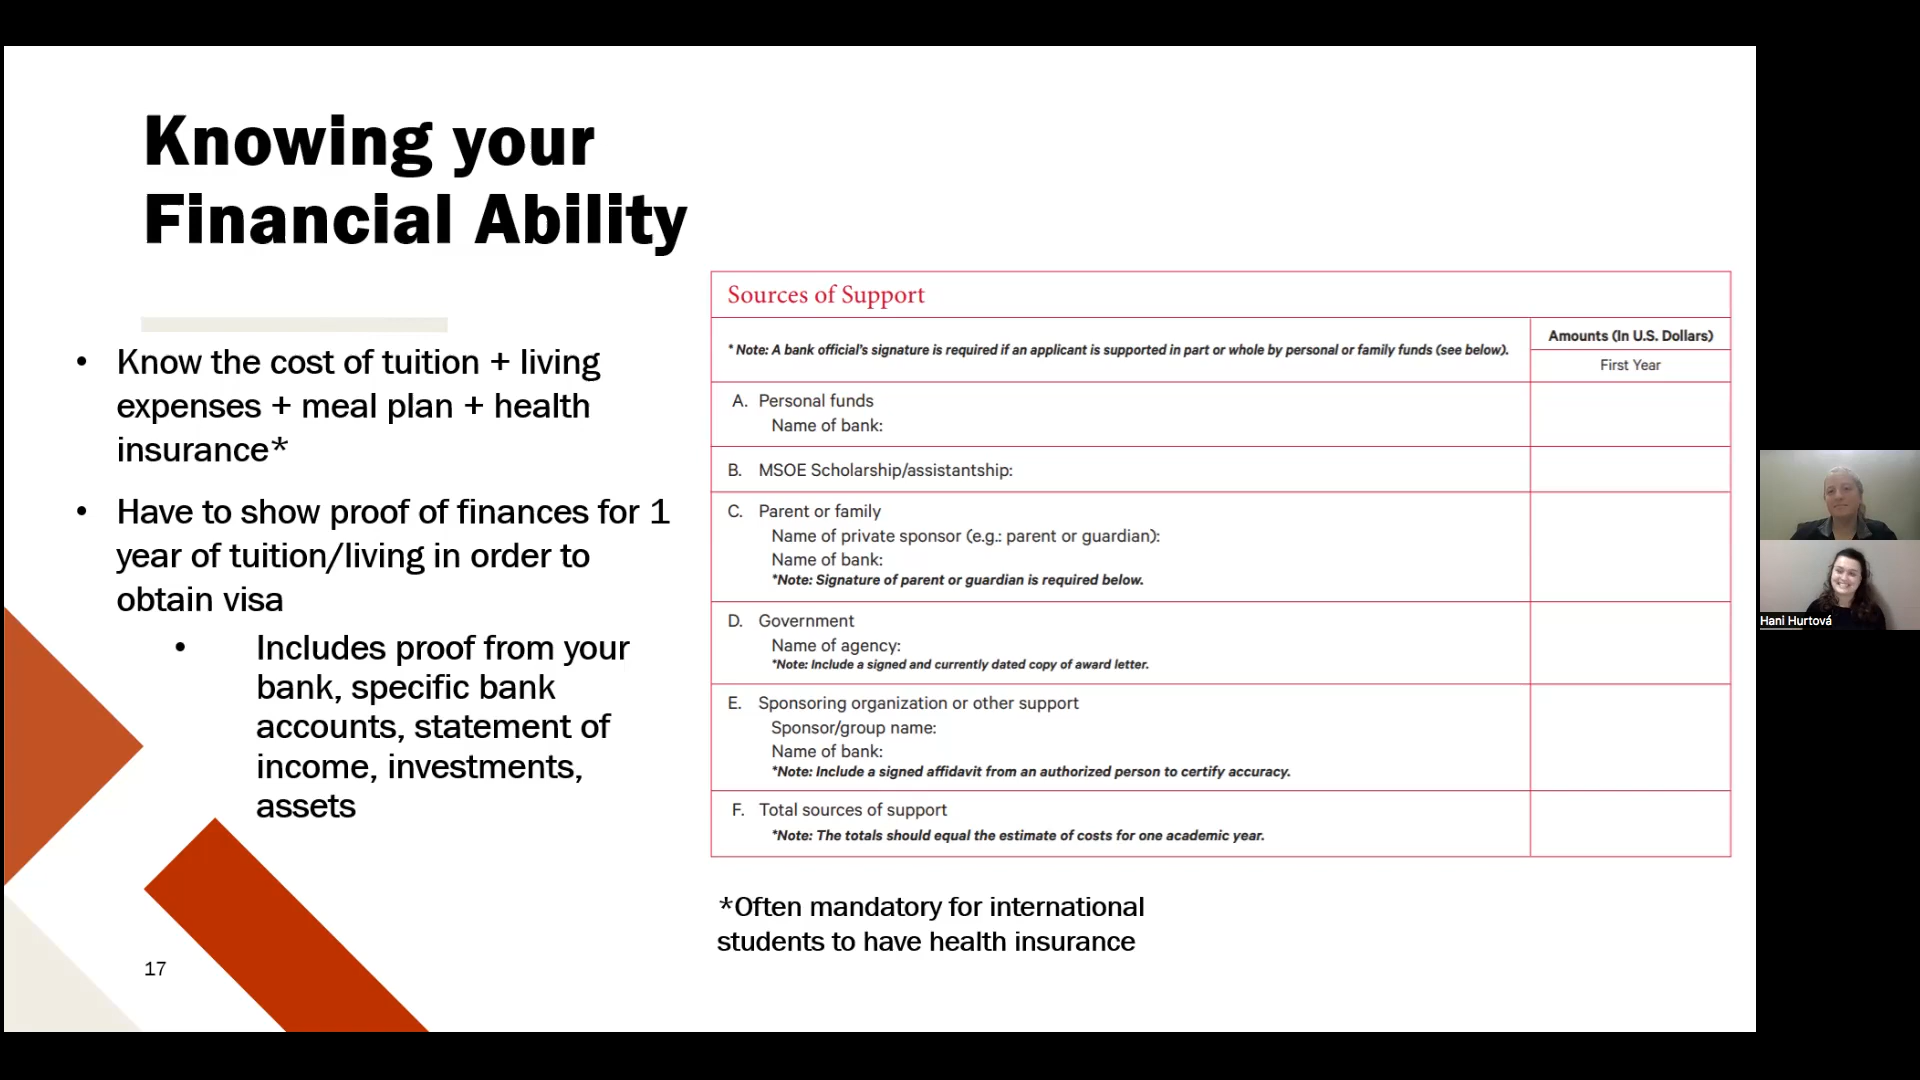 Knowing your
Financial Ability
• Know the cost of tuition + living
expenses + meal plan + health
insurance*
• Have to show proof of finances for 1
year of tuition/living in order to
obtain visa
• Includes proof from your
bank, specific bank
accounts, statement of
income, investments,
assets
17
Sources of Support
* Note: A bank official's signature is required if an applicant is supported in part or whole by personal or family funds (see below).
Amounts (In U.S. Dollars)
First Year
A. Personal funds
Name of bank:
B. MSOE Scholarship/assistantship:
C. Parent or family
Name of private sponsor (e.g.: parent or guardian):
Name of bank:
*Note: Signature of parent or guardian is required below.
D. Government
Name of agency:
*Note: Include a signed and currently dated copy of award letter.
E. Sponsoring organization or other support
Sponsor/group name:
Name of bank:
*Note: Include a signed affidavit from an authorized person to certify accuracy.
F. Total sources of support
*Note: The totals should equal the estimate of costs for one academic year.
*Often mandatory for international
students to have health insurance
Hani Hurtová